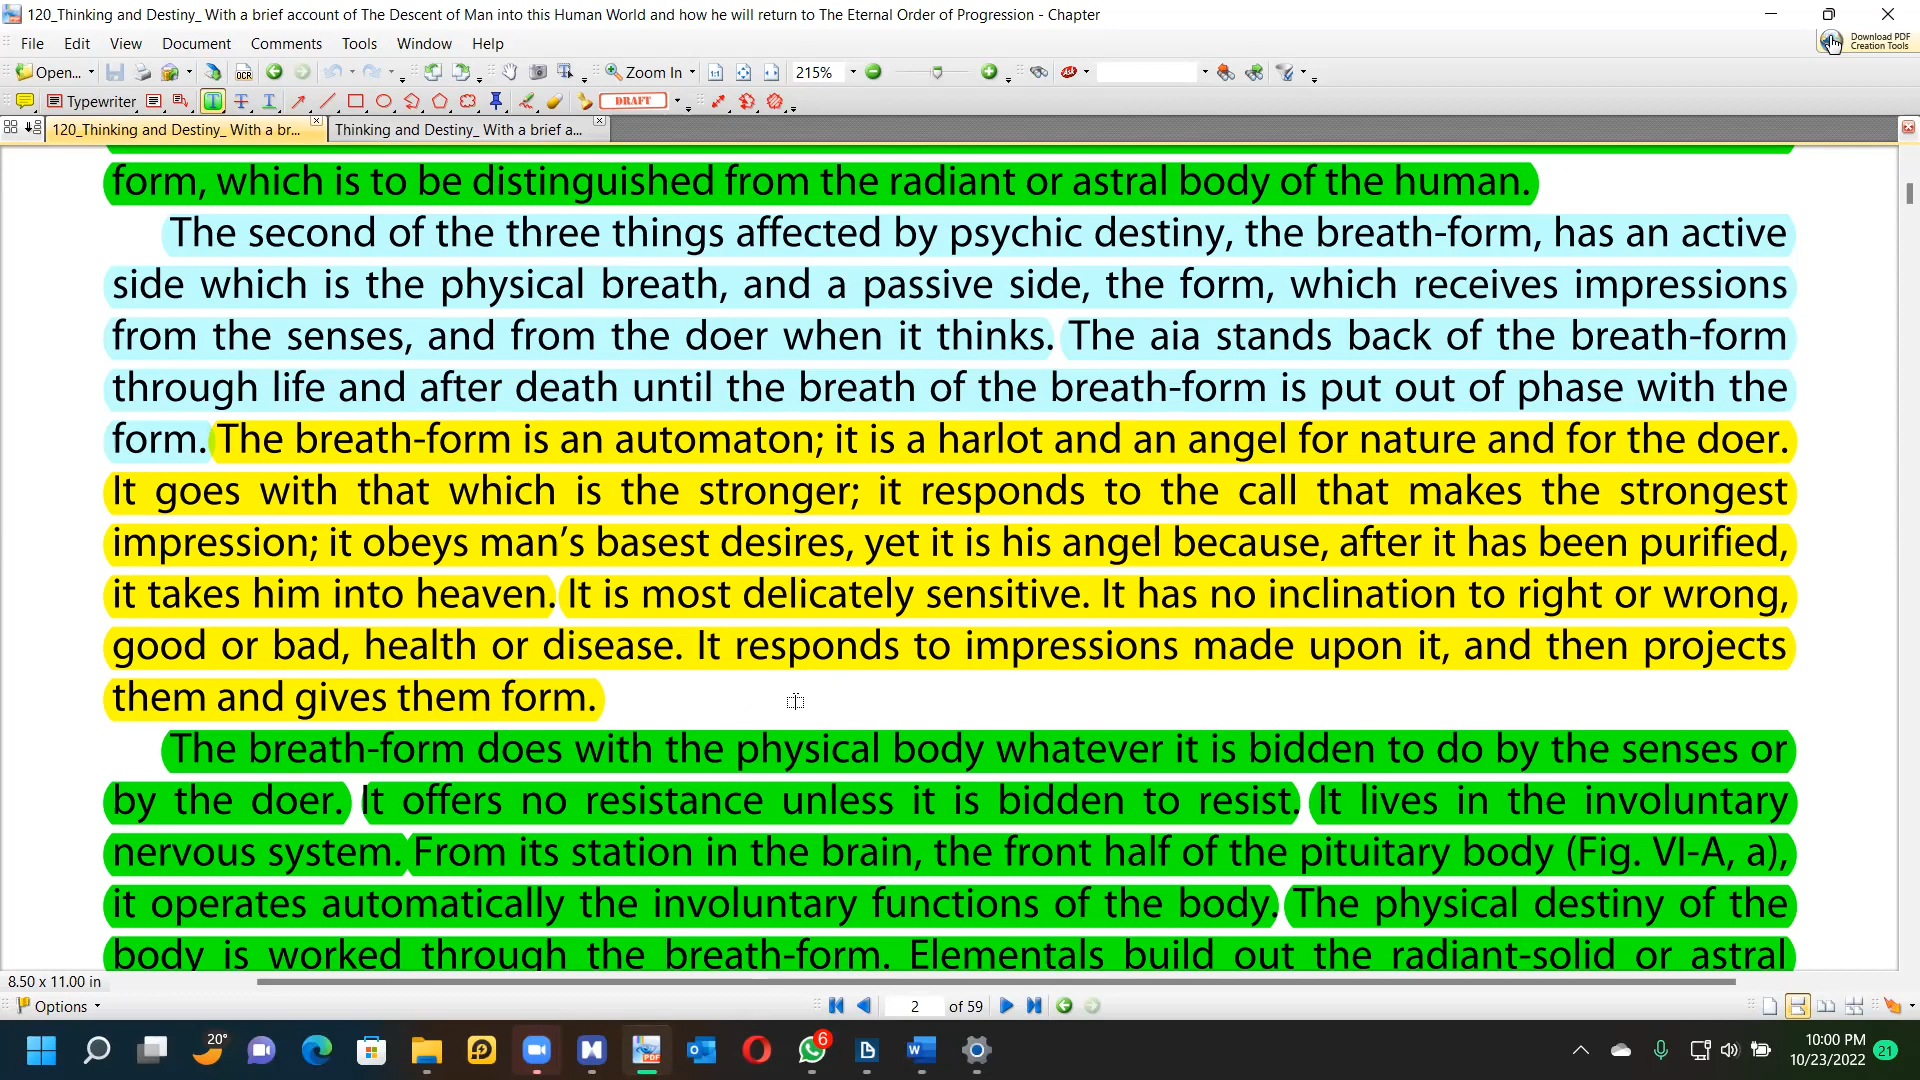 120_Thinking and Destiny_ With a brief account of The Descent of Man into this Human World and how he will return to The Eternal Order of Progression - Chapter
File Edit View Document Comments Tools Window Help
Download PDF
Creation Tools
Open... OCR Zoom In 215% Ask
Typewriter DRAFT
120_Thinking and Destiny_ With a br... Thinking and Destiny_ With a brief a...
form, which is to be distinguished from the radiant or astral body of the human.
The second of the three things affected by psychic destiny, the breath-form, has an active
side which is the physical breath, and a passive side, the form, which receives impressions
from the senses, and from the doer when it thinks. The aia stands back of the breath-form
through life and after death until the breath of the breath-form is put out of phase with the
form. The breath-form is an automaton; it is a harlot and an angel for nature and for the doer.
It goes with that which is the stronger; it responds to the call that makes the strongest
impression; it obeys man’s basest desires, yet it is his angel because, after it has been purified,
it takes him into heaven. It is most delicately sensitive. It has no inclination to right or wrong,
good or bad, health or disease. It responds to impressions made upon it, and then projects
them and gives them form.
The breath-form does with the physical body whatever it is bidden to do by the senses or
by the doer. It offers no resistance unless it is bidden to resist. It lives in the involuntary
nervous system. From its station in the brain, the front half of the pituitary body (Fig. VI-A, a),
it operates automatically the involuntary functions of the body. The physical destiny of the
body is worked through the breath-form. Elementals build out the radiant-solid or astral
8.50 x 11.00 in
Options 2 of 59
20° 6 10:00 PM
10/23/2022 21